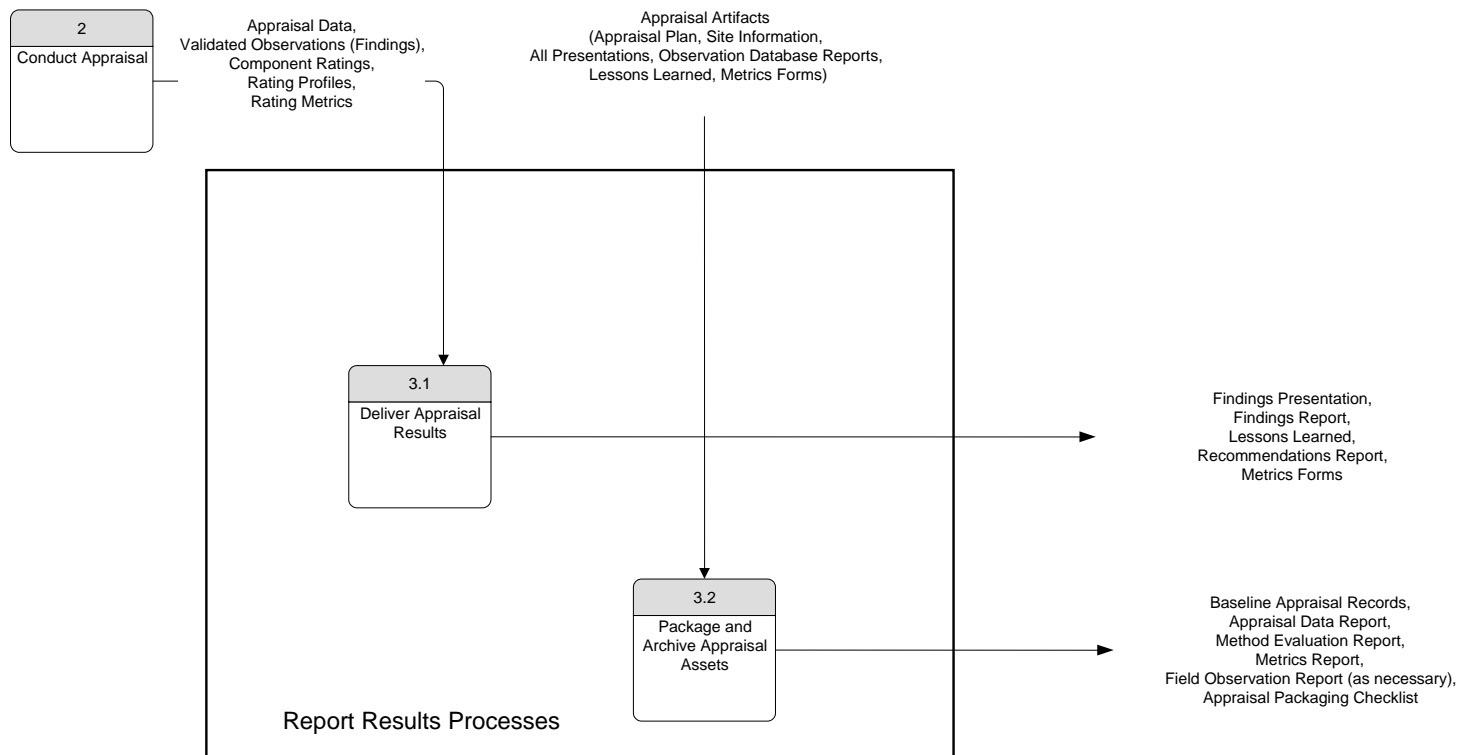 2
Conduct Appraisal
Appraisal Data,
Validated Observations (Findings),
Component Ratings,
Rating Profiles,
Rating Metrics
Appraisal Artifacts
(Appraisal Plan, Site Information,
All Presentations, Observation Database Reports,
Lessons Learned, Metrics Forms)
3.1
Deliver Appraisal
Results
Findings Presentation,
Findings Report,
Lessons Learned,
Recommendations Report,
Metrics Forms
3.2
Package and
Archive Appraisal
Assets
Baseline Appraisal Records,
Appraisal Data Report,
Method Evaluation Report,
Metrics Report,
Field Observation Report (as necessary),
Appraisal Packaging Checklist
Report Results Processes